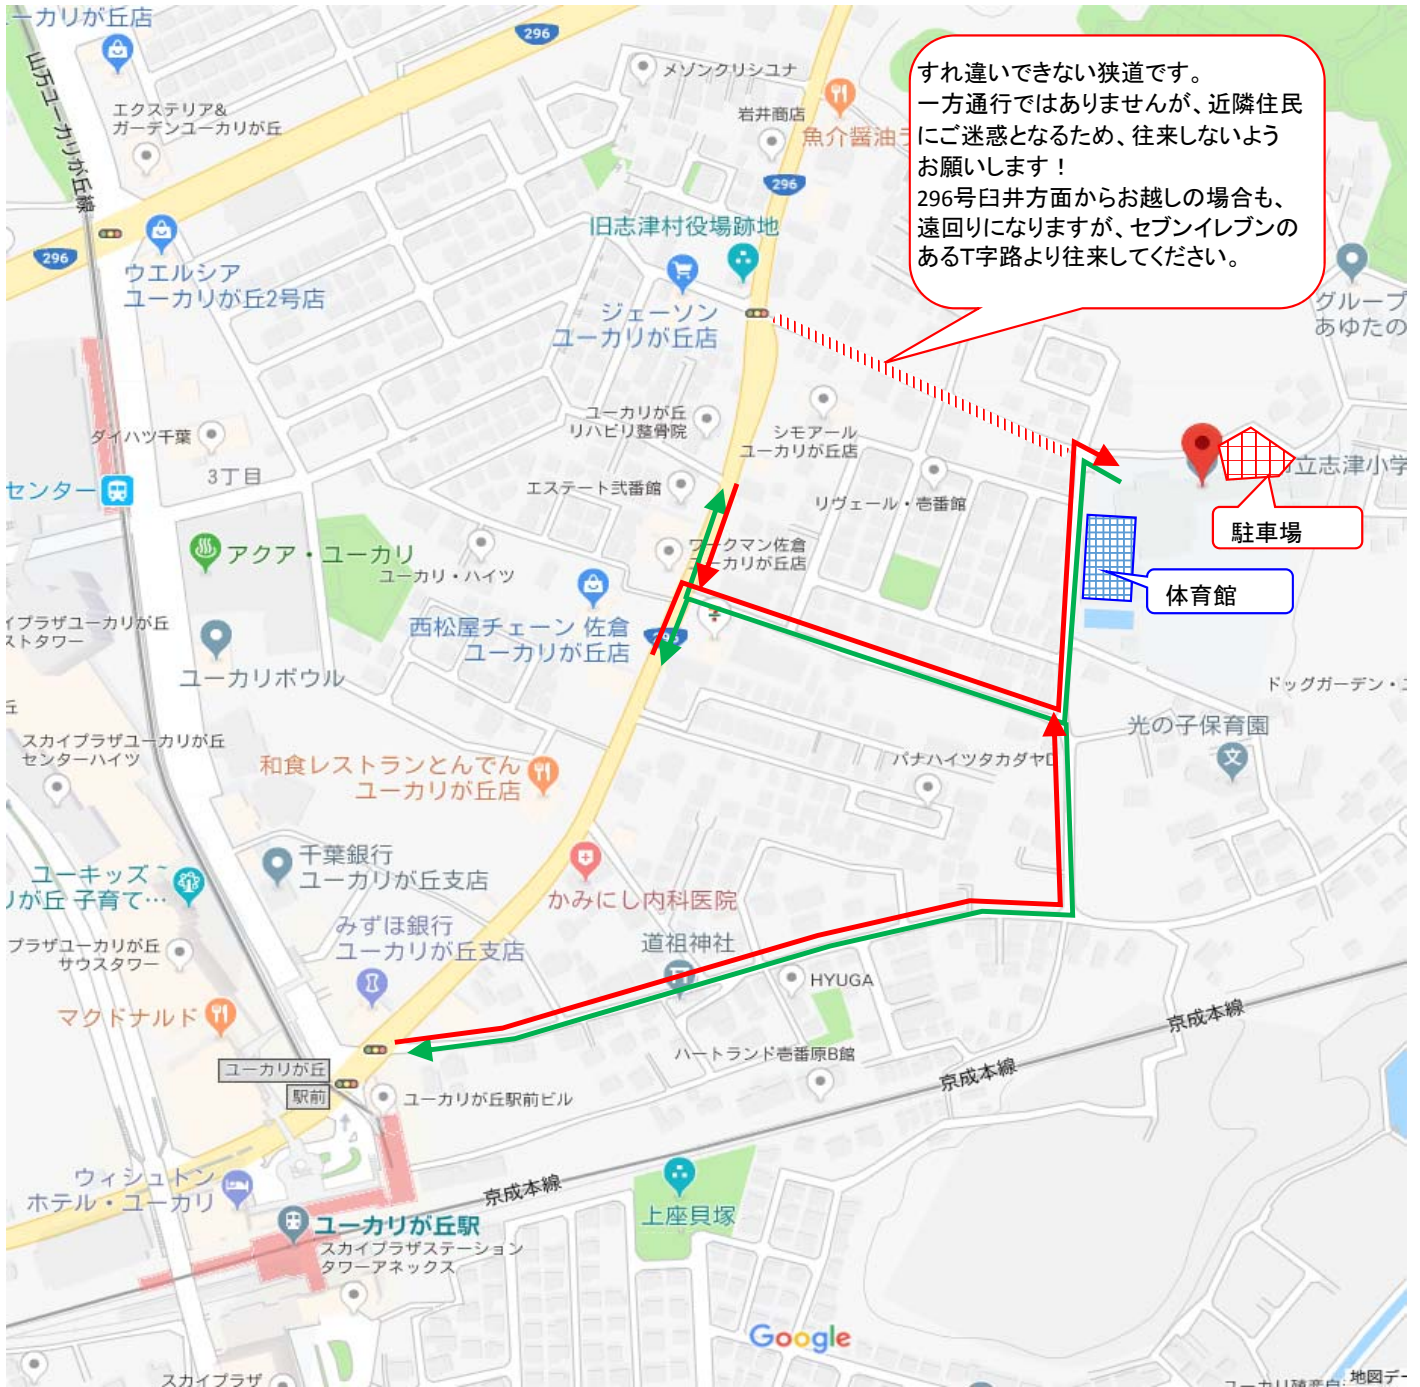 ーカリが丘店
山万ユーカリが丘線
エクステリア&
ガーデンユーカリが丘
296
メゾンクリシユナ
岩井商店
魚介醤油
すれ違いできない狭道です。
一方通行ではありませんが、近隣住民
にご迷惑となるため、往来しないよう
お願いします！
296号臼井方面からお越しの場合も、
遠回りになりますが、セブンイレブンの
あるT字路より往来してください。
296
296
ウエルシア
ユーカリが丘2号店
旧志津村役場跡地
ジェーソン
ユーカリが丘店
グループ
あゆたの
ダイハツ千葉
3丁目
センター
ユーカリが丘
リハビリ整骨院
シモアール
ユーカリが丘店
エステート弐番館
リヴェール・壱番館
立志津小学
駐車場
体育館
アクア・ユーカリ
ユーカリ・ハイツ
ワークマン佐倉
ユーカリが丘店
西松屋チェーン 佐倉
ユーカリが丘店
296
イプラザユーカリが丘
ストタワー
ユーカリボウル
丘
スカイプラザユーカリが丘
センターハイツ
和食レストランとんでん
ユーカリが丘店
ドッグガーデン・
光の子保育園
パナハイツタカダヤD
千葉銀行
ユーカリが丘支店
かみにし内科医院
ユーキッズ
が丘 子育て…
みずほ銀行
ユーカリが丘支店
道祖神社
HYUGA
プラザユーカリが丘
サウスタワー
マクドナルド
ユーカリが丘
駅前
ユーカリが丘駅前ビル
ハートランド壱番原B館
京成本線
京成本線
京成本線
ウィシュトン
ホテル・ユーカリ
ユーカリが丘駅
スカイプラザステーション
タワーアネックス
上座貝塚
Google
スカイプラザ
地図デー